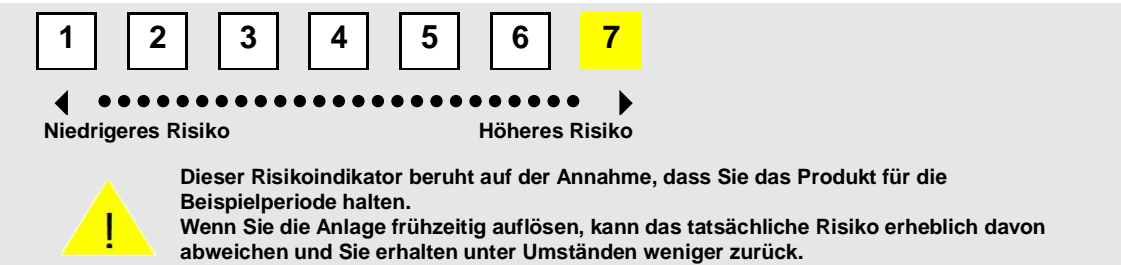 1 2 3 4 5 6 7
Niedrigeres Risiko Höheres Risiko
Dieser Risikoindikator beruht auf der Annahme, dass Sie das Produkt für die
Beispielperiode halten.
!
Wenn Sie die Anlage frühzeitig auflösen, kann das tatsächliche Risiko erheblich davon
abweichen und Sie erhalten unter Umständen weniger zurück.